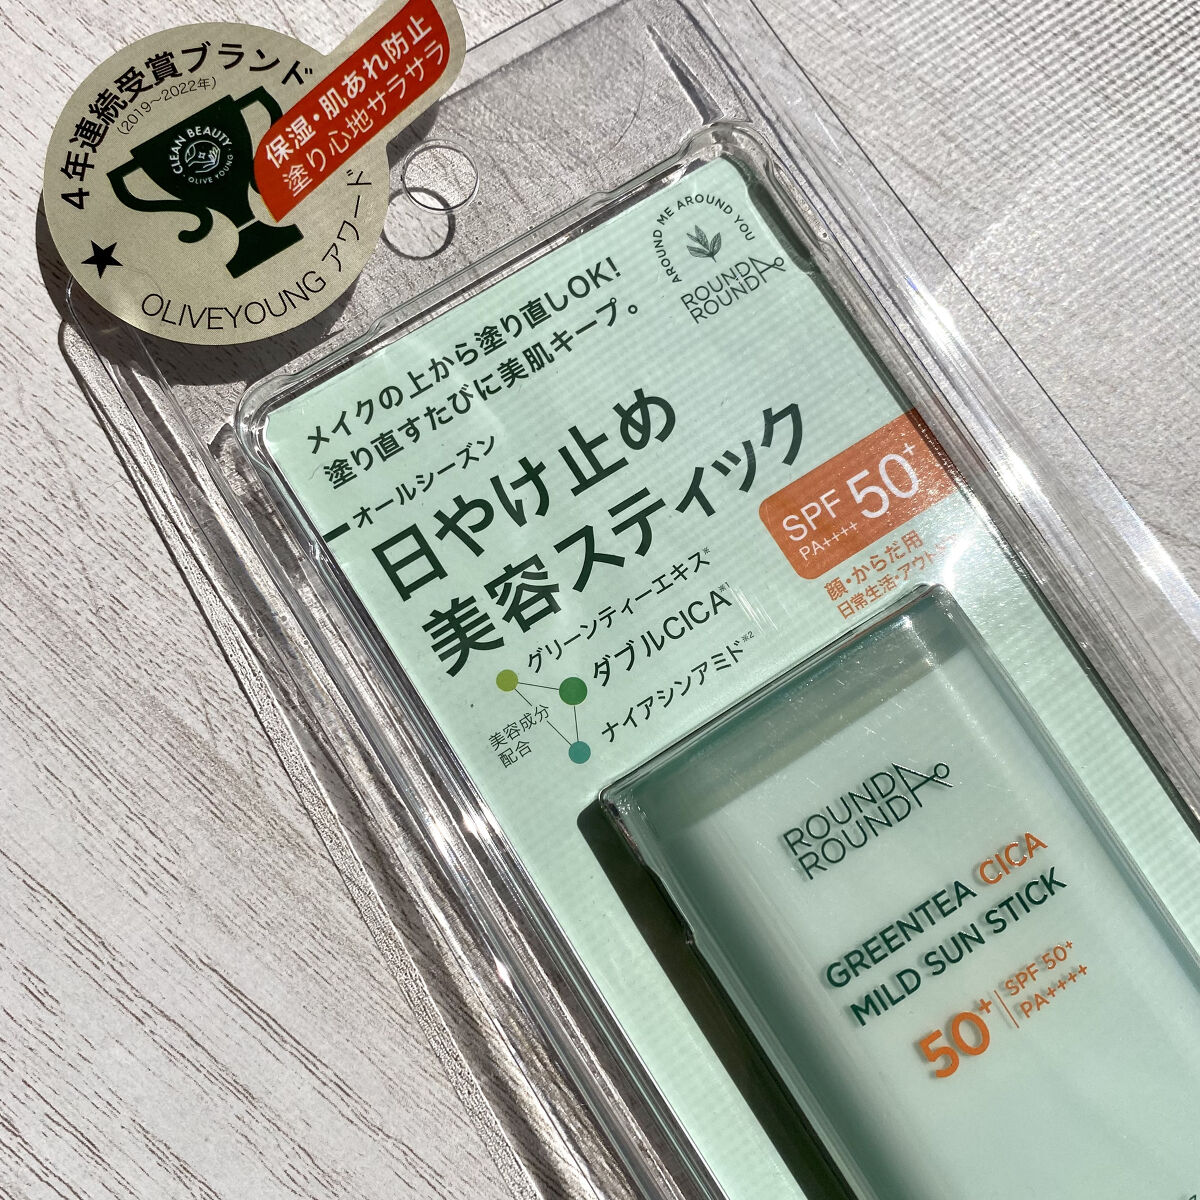 4年連続受賞ブランド
(2019~2022年)
CLEAN BEAUTY
OLIVE YOUNG
保湿・肌あれ防止
塗り心地サラサラ
★
OLIVEYOUNG アワード
AROUND ME AROUND YOU
ROUND
ROUND
メイクの上から塗り直しOK!
塗り直すたびに美肌キープ。
オールシーズン
日やけ止め
美容スティック
SPF 50+
PA++++
顔・からだ用
日常生活・アウト
グリーンティーエキス※
ダブルCICA※1
ナイアシンアミド※2
美容成分
配合
ROUND
ROUND
GREENTEA CICA
MILD SUN STICK
50+ SPF 50+
PA++++